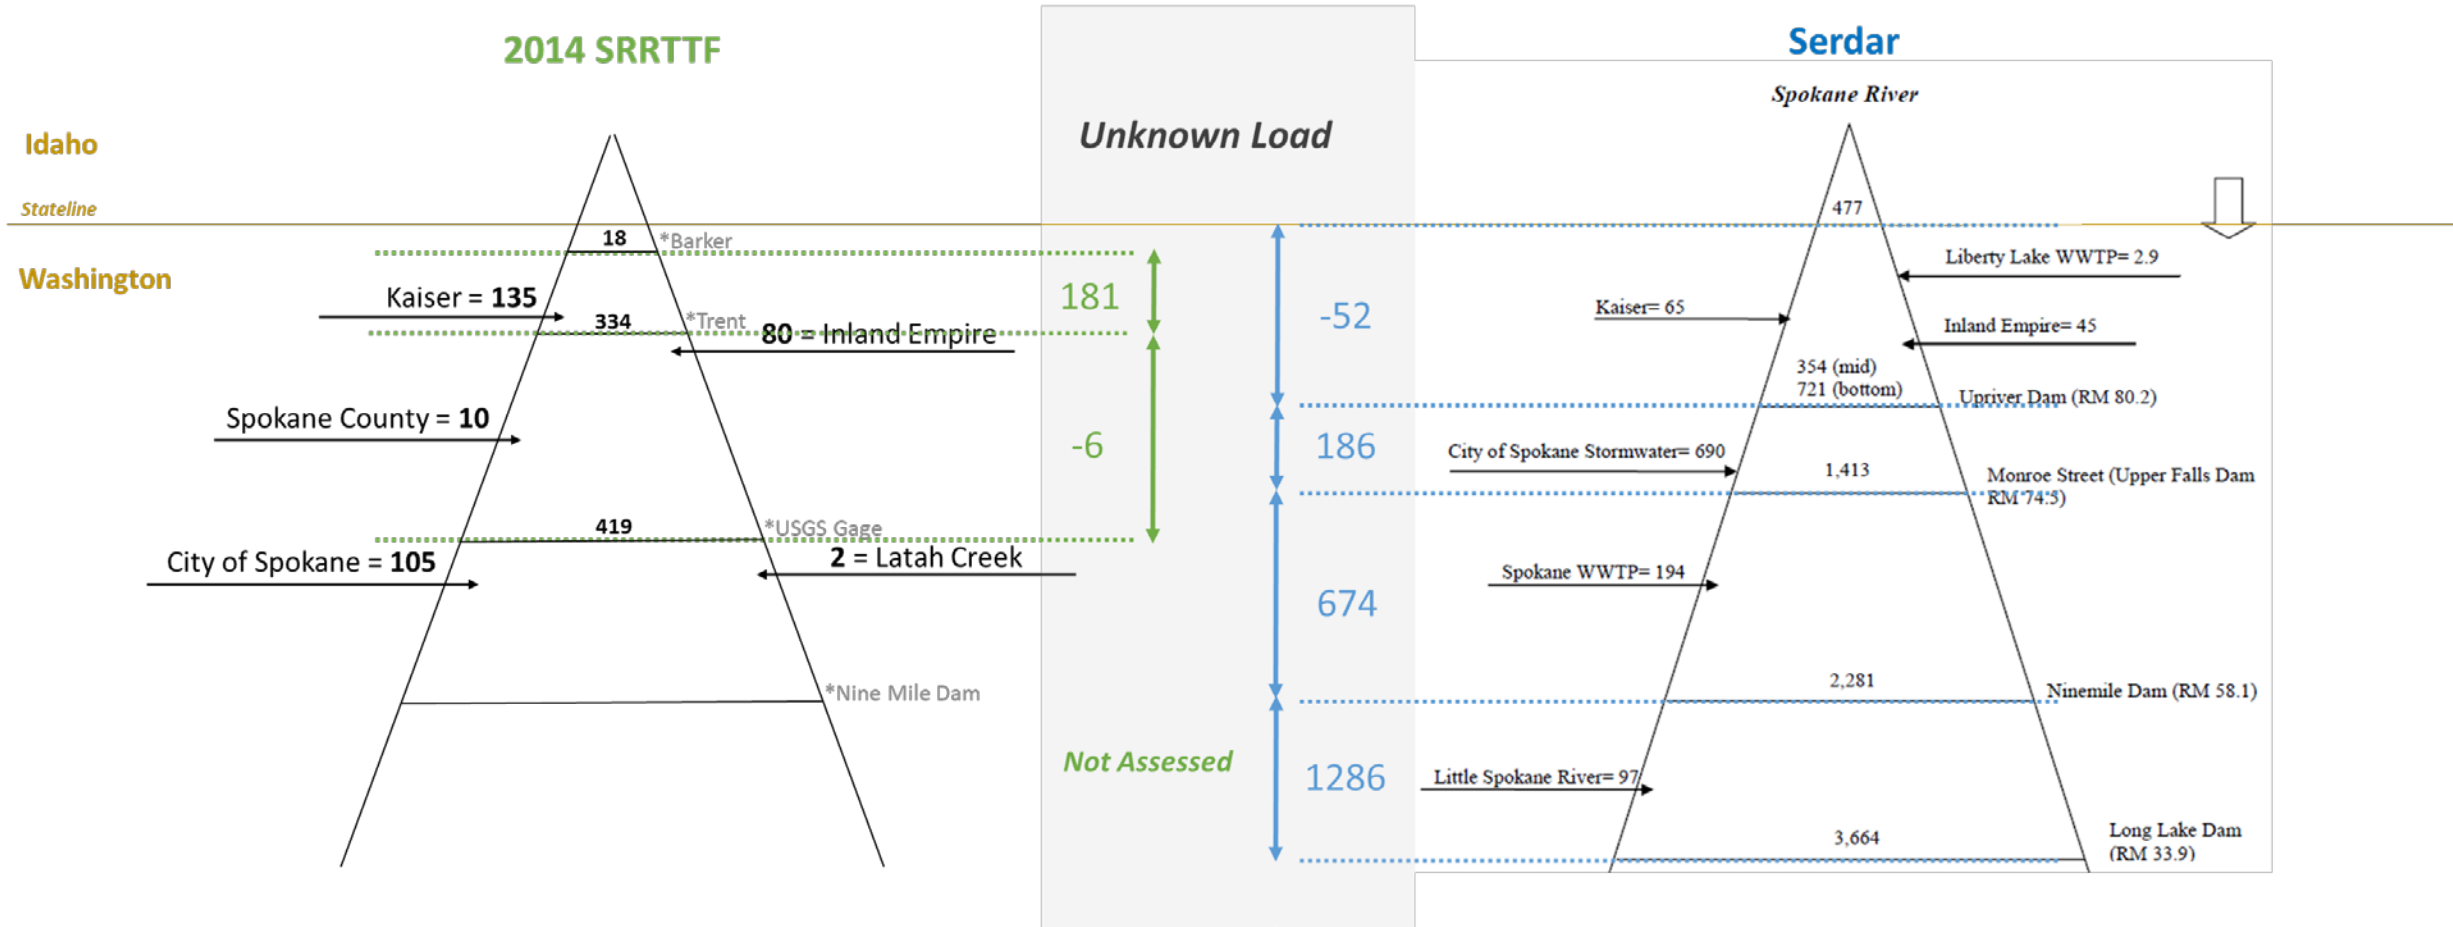 2014 SRRTTF
Serdar
Unknown Load
Spokane River
Idaho
Stateline
Washington
18
*Barker
Kaiser = 135
334
*Trent
80 = Inland Empire
Spokane County = 10
419
*USGS Gage
City of Spokane = 105
2 = Latah Creek
*Nine Mile Dam
181
-6
Not Assessed
-52
186
674
1286
477
Liberty Lake WWTP= 2.9
Kaiser= 65
Inland Empire= 45
354 (mid)
721 (bottom)
Upriver Dam (RM 80.2)
City of Spokane Stormwater= 690
1,413
Monroe Street (Upper Falls Dam
RM 74.5)
Spokane WWTP= 194
2,281
Ninemile Dam (RM 58.1)
Little Spokane River= 97
3,664
Long Lake Dam
(RM 33.9)